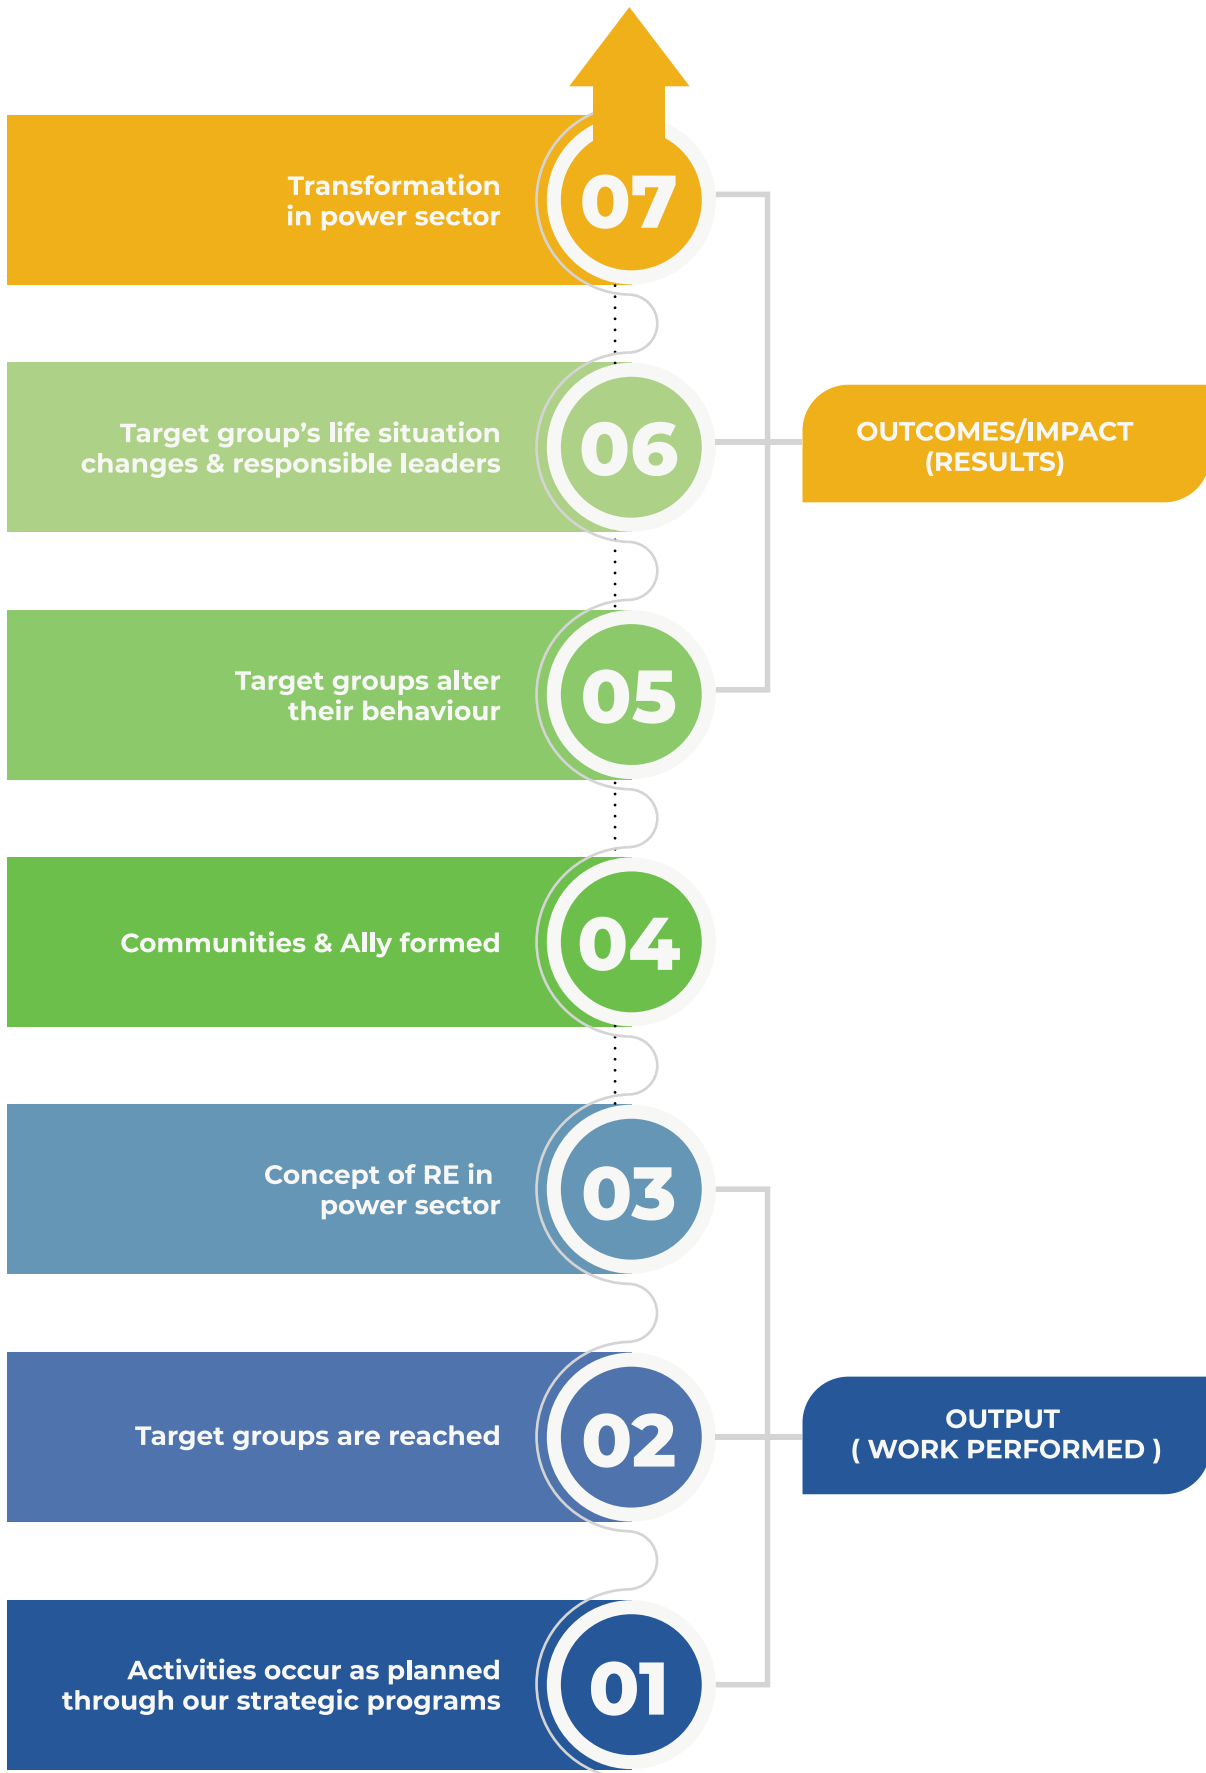 Transformation
in power sector
07
Target group’s life situation
changes & responsible leaders
06
OUTCOMES/IMPACT
(RESULTS)
Target groups alter
their behaviour
05
Communities & Ally formed
04
Concept of RE in
power sector
03
Target groups are reached
02
OUTPUT
( WORK PERFORMED )
Activities occur as planned
through our strategic programs
01